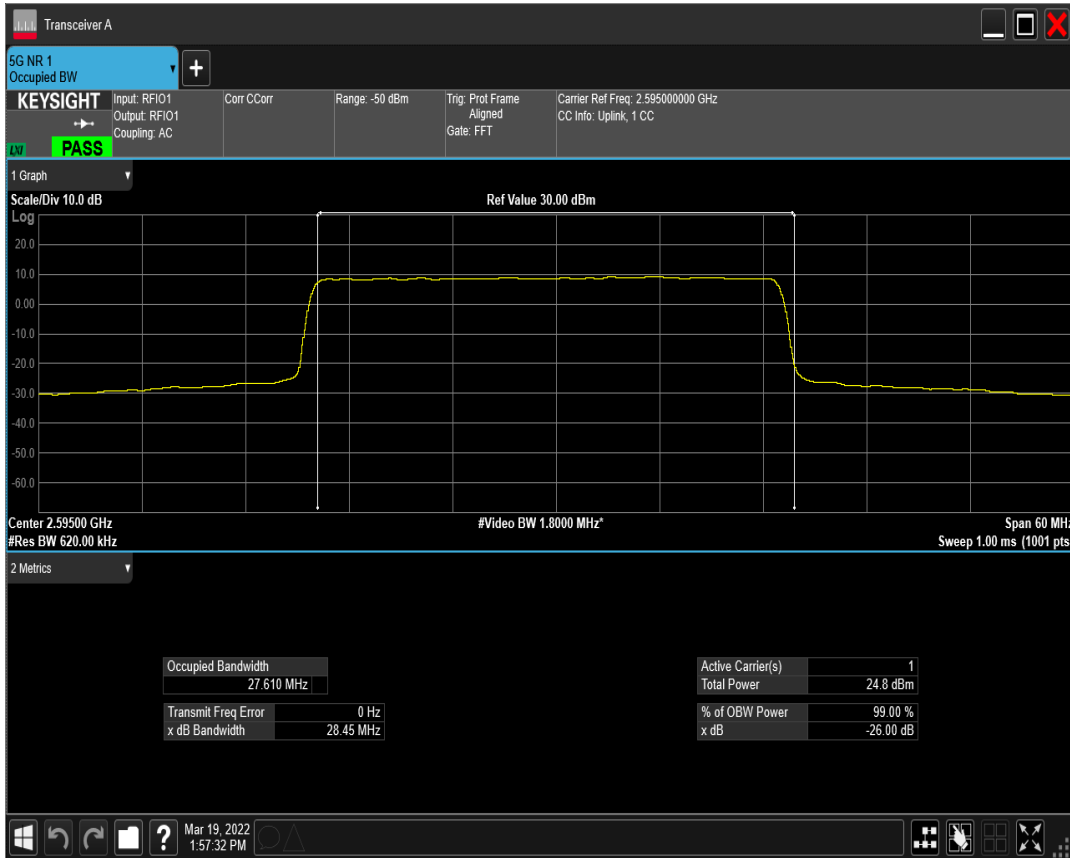 Transceiver A
5G NR 1
Occupied BW
KEYSIGHT
LXI
PASS
Input: RFIO1
Output: RFIO1
Coupling: AC
Corr CCorr
Range: -50 dBm
Trig: Prot Frame
Aligned
Gate: FFT
Carrier Ref Freq: 2.595000000 GHz
CC Info: Uplink, 1 CC
1 Graph
Scale/Div 10.0 dB
Ref Value 30.00 dBm
Log
20.0
10.0
0.00
-10.0
-20.0
-30.0
-40.0
-50.0
-60.0
Center 2.59500 GHz
#Video BW 1.8000 MHz*
Span 60 MHz
#Res BW 620.00 kHz
Sweep 1.00 ms (1001 pts
2 Metrics
Occupied Bandwidth
27.610 MHz
Transmit Freq Error 0 Hz
x dB Bandwidth 28.45 MHz
Active Carrier(s) 1
Total Power 24.8 dBm
% of OBW Power 99.00 %
x dB -26.00 dB
Mar 19, 2022
1:57:32 PM